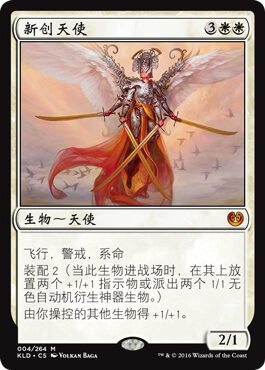 新创天使 3
生物～天使
飞行，警戒，系命
装配 2（当此生物进战场时，在其上放
置两个 +1/+1 指示物或派出两个 1/1 无
色自动机衍生神器生物。）
由你操控的其他生物得 +1/+1。
2/1
004/264 M
KLD • CS VOLKAN BAGA
™ & © 2016 Wizards of the Coast